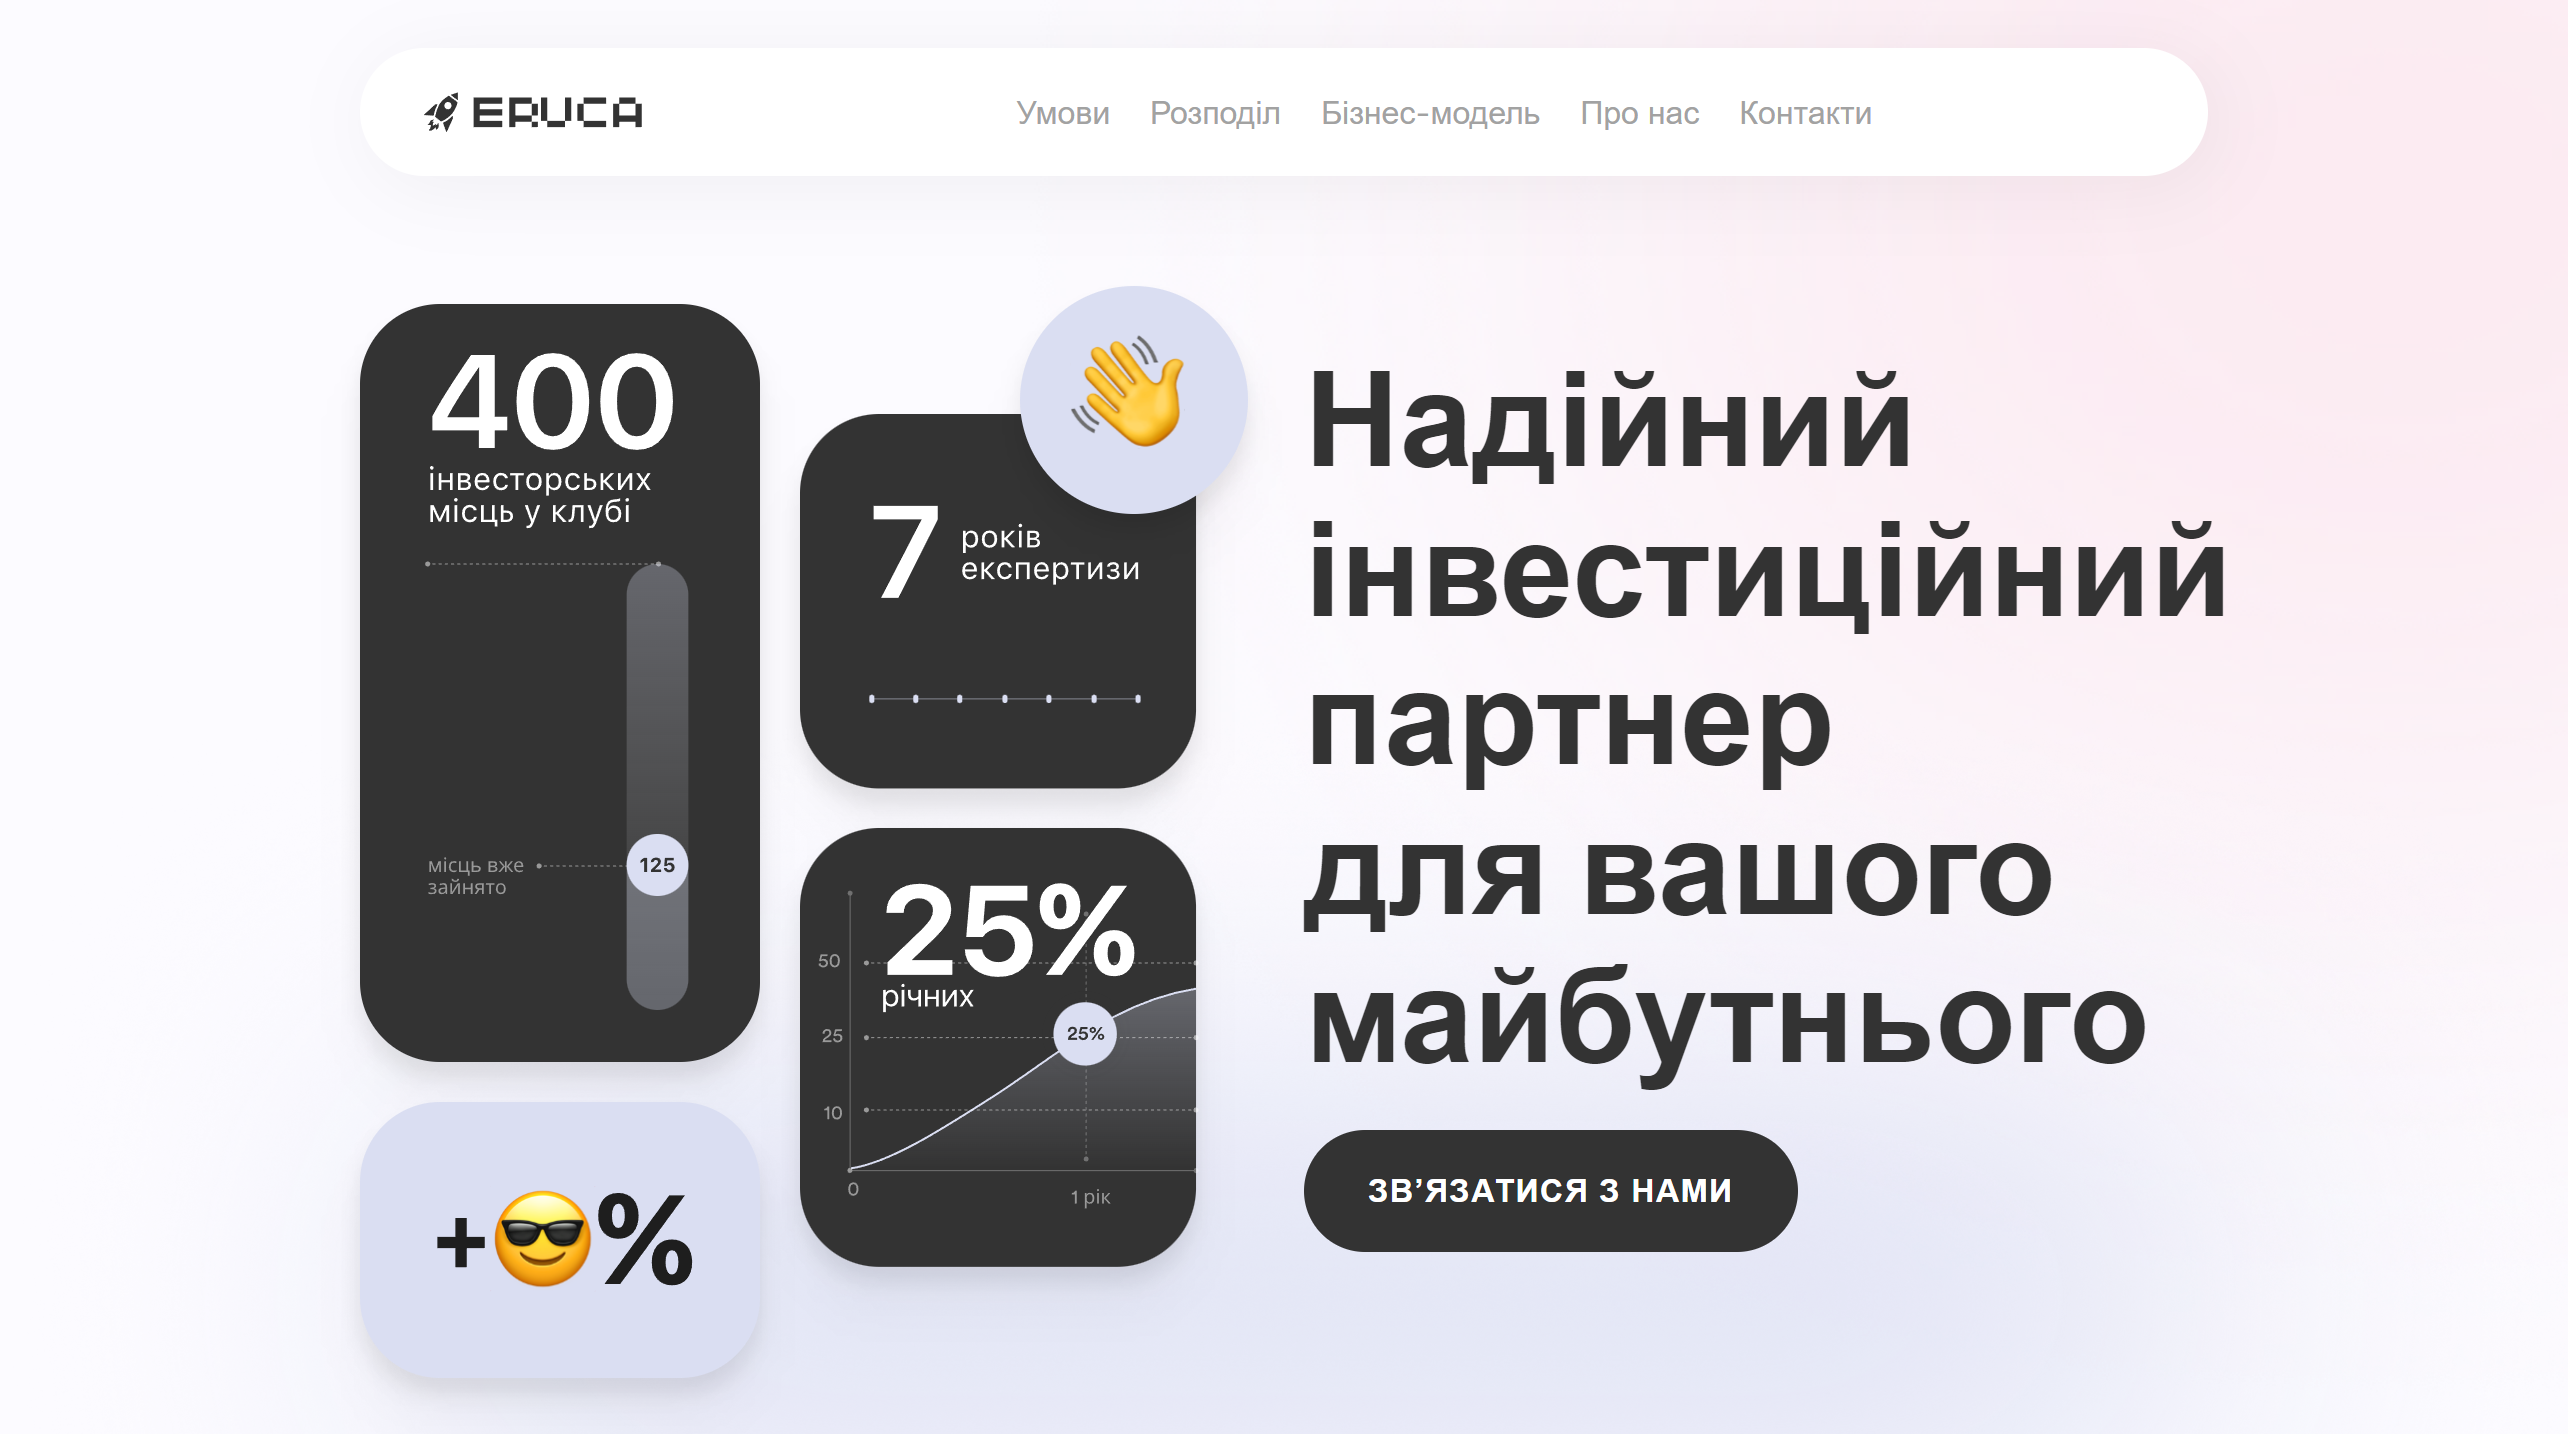 ERUCA
Умови Розподіл Бізнес-модель Про нас Контакти
400
інвесторських
місць у клубі
місць вже
зайнято
125
+%
7
років
експертизи
25%
річних
50
25
10
25%
0
1 рік
Надійний
інвестиційний
партнер
для вашого
майбутнього
ЗВ’ЯЗАТИСЯ З НАМИ